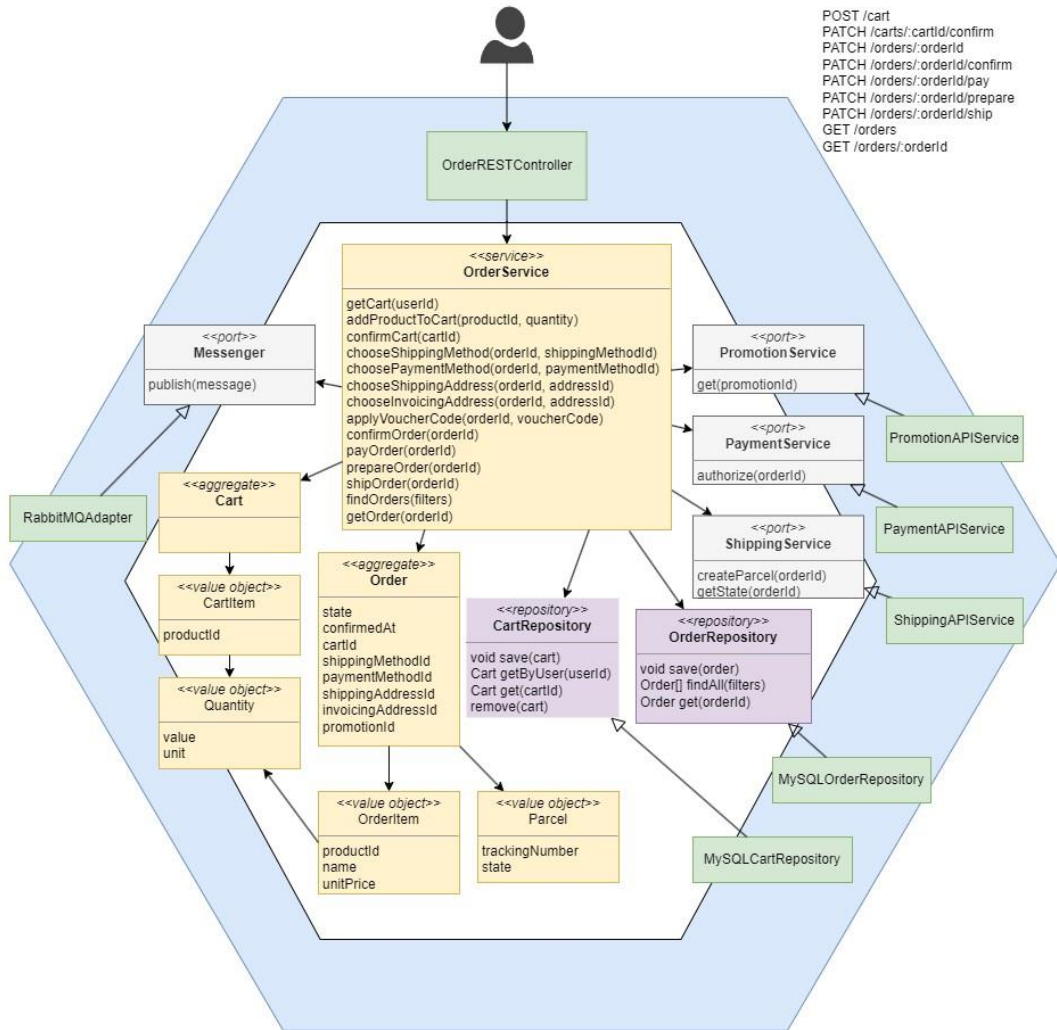 POST /cart
PATCH /carts/:cartId/confirm
PATCH /orders/:orderId
PATCH /orders/:orderId/confirm
PATCH /orders/:orderId/pay
PATCH /orders/:orderId/prepare
PATCH /orders/:orderId/ship
GET /orders
GET /orders/:orderId
OrderRESTController
<<service>>
OrderService
getCart(userId)
addProductToCart(productId, quantity)
confirmCart(cartId)
chooseShippingMethod(orderId, shippingMethodId)
choosePaymentMethod(orderId, paymentMethodId)
chooseShippingAddress(orderId, addressId)
chooseInvoicingAddress(orderId, addressId)
applyVoucherCode(orderId, voucherCode)
confirmOrder(orderId)
payOrder(orderId)
prepareOrder(orderId)
shipOrder(orderId)
findOrders(filters)
getOrder(orderId)
<<port>>
Messenger
publish(message)
<<port>>
PromotionService
get(promotionId)
PromotionAPIService
<<port>>
PaymentService
authorize(orderId)
PaymentAPIService
<<port>>
ShippingService
createParcel(orderId)
getState(orderId)
ShippingAPIService
RabbitMQAdapter
<<aggregate>>
Cart
<<value object>>
CartItem
productId
<<value object>>
Quantity
value
unit
<<aggregate>>
Order
state
confirmedAt
cartId
shippingMethodId
paymentMethodId
shippingAddressId
invoicingAddressId
promotionId
<<repository>>
CartRepository
void save(cart)
Cart getByUser(userId)
Cart get(cartId)
remove(cart)
<<repository>>
OrderRepository
void save(order)
Order[] findAll(filters)
Order get(orderId)
MySQLOrderRepository
<<value object>>
OrderItem
productId
name
unitPrice
<<value object>>
Parcel
trackingNumber
state
MySQLCartRepository